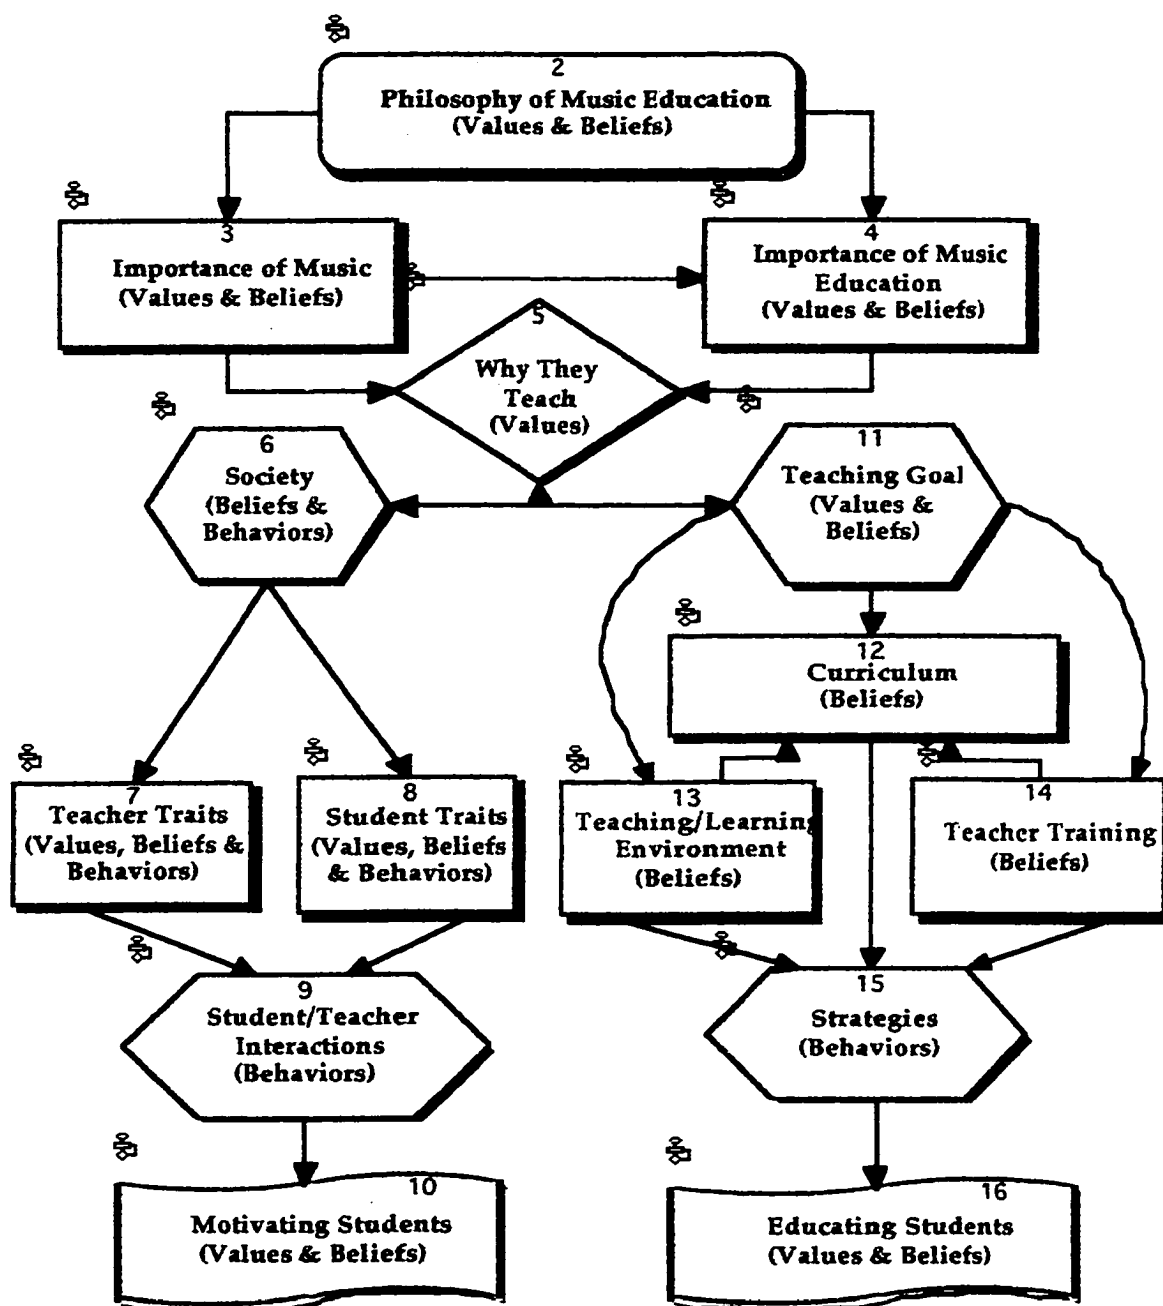 2
Philosophy of Music Education
(Values & Beliefs)
3
Importance of Music
(Values & Beliefs)
4
Importance of Music
Education
(Values & Beliefs)
5
Why They
Teach
(Values)
6
Society
(Beliefs &
Behaviors)
11
Teaching Goal
(Values &
Beliefs)
12
Curriculum
(Beliefs)
7
Teacher Traits
(Values, Beliefs &
Behaviors)
8
Student Traits
(Values, Beliefs
& Behaviors)
13
Teaching/Learning
Environment
(Beliefs)
14
Teacher Training
(Beliefs)
9
Student/Teacher
Interactions
(Behaviors)
15
Strategies
(Behaviors)
10
Motivating Students
(Values & Beliefs)
16
Educating Students
(Values & Beliefs)